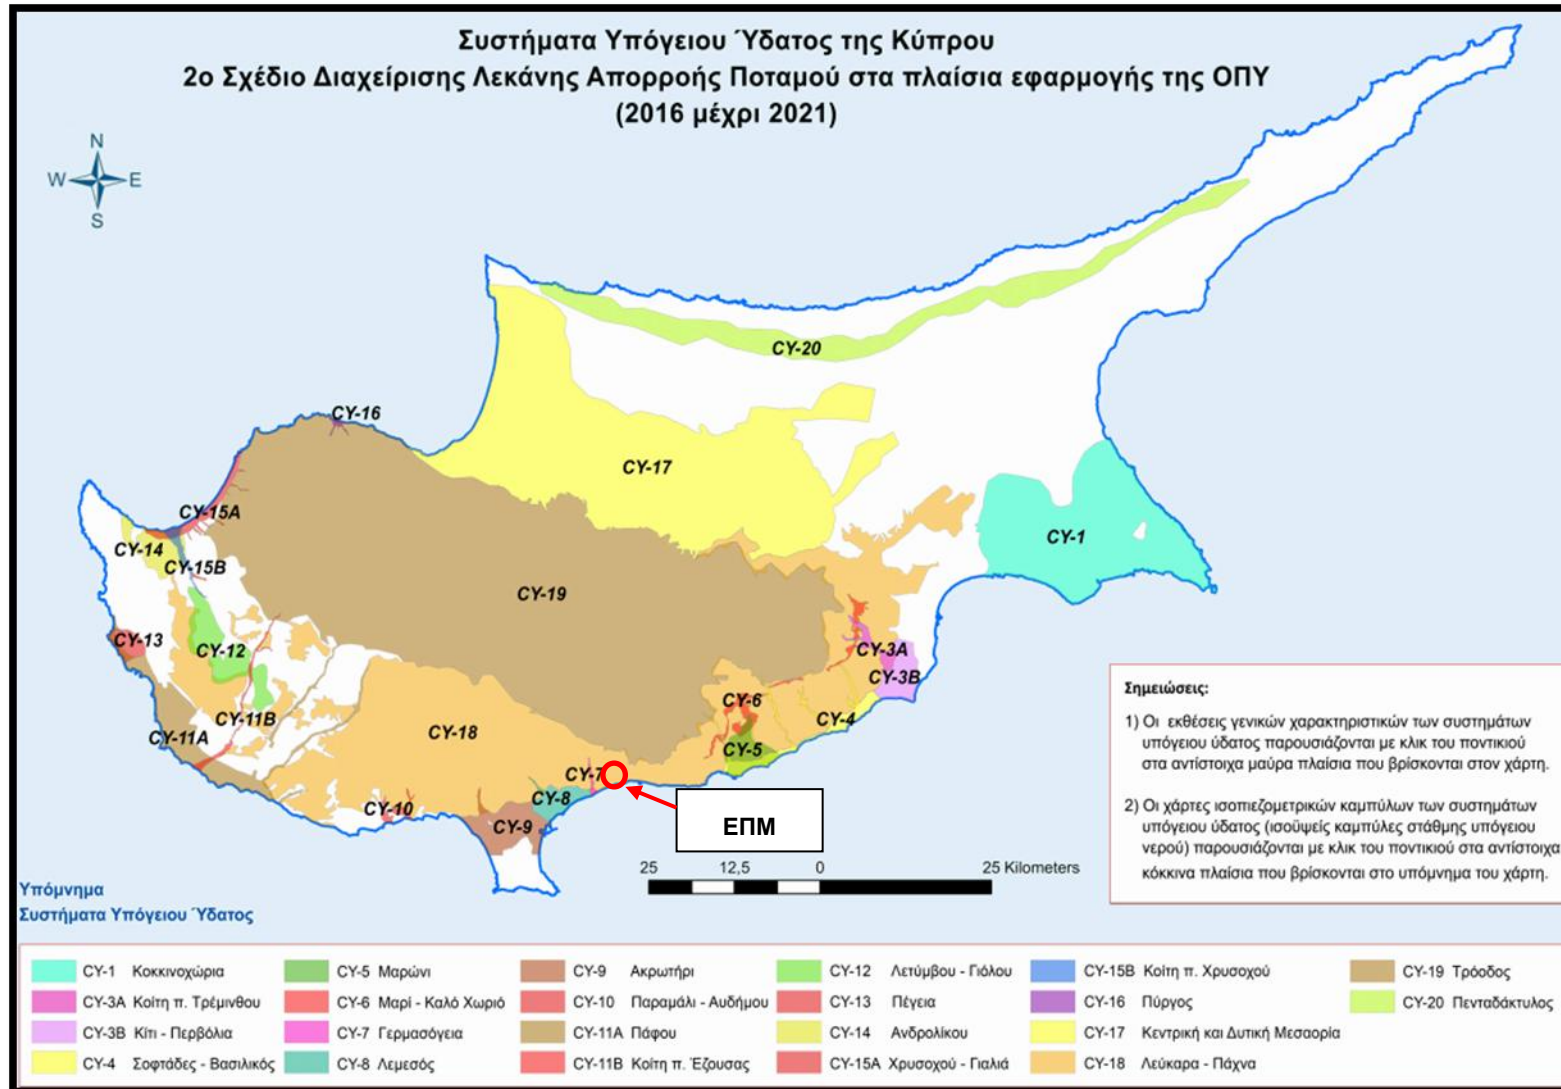 Συστήματα Υπόγειου Ύδατος της Κύπρου
2ο Σχέδιο Διαχείρισης Λεκάνης Απορροής Ποταμού στα πλαίσια εφαρμογής της ΟΠΥ
(2016 μέχρι 2021)
N
W E
S
CY-20
CY-16
CY-17
CY-15A
CY-1
CY-14
CY-15B
CY-19
CY-13
CY-12
CY-3A
CY-3B
CY-6
CY-4
CY-11B
CY-11A
CY-18
CY-5
CY-7
CY-8
CY-10
CY-9
ΕΠΜ
25 12,5 0 25 Kilometers
Σημειώσεις:
1) Οι εκθέσεις γενικών χαρακτηριστικών των συστημάτων
υπόγειου ύδατος παρουσιάζονται με κλικ του ποντικιού
στα αντίστοιχα μαύρα πλαίσια που βρίσκονται στον χάρτη.
2) Οι χάρτες ισοπιεζομετρικών καμπύλων των συστημάτων
υπόγειου ύδατος (ισοϋψείς καμπύλες στάθμης υπόγειου
νερού) παρουσιάζονται με κλικ του ποντικιού στα αντίστοιχα
κόκκινα πλαίσια που βρίσκονται στο υπόμνημα του χάρτη.
Υπόμνημα
Συστήματα Υπόγειου Ύδατος
CY-1 Κοκκινοχώρια
CY-3A Κοίτη π. Τρέμινθου
CY-3B Κίτι - Περβόλια
CY-4 Σοφτάδες - Βασιλικός
CY-5 Μαρώνι
CY-6 Μαρί - Καλό Χωριό
CY-7 Γερμασόγεια
CY-8 Λεμεσός
CY-9 Ακρωτήρι
CY-10 Παραμάλι - Αυδήμου
CY-11A Πάφου
CY-11B Κοίτη π. Έζουσας
CY-12 Λετύμβου - Γιόλου
CY-13 Πέγεια
CY-14 Ανδρολίκου
CY-15A Χρυσοχού - Γιαλιά
CY-15B Κοίτη π. Χρυσοχού
CY-16 Πύργος
CY-17 Κεντρική και Δυτική Μεσαορία
CY-18 Λεύκαρα - Πάχνα
CY-19 Τρόοδος
CY-20 Πενταδάκτυλος